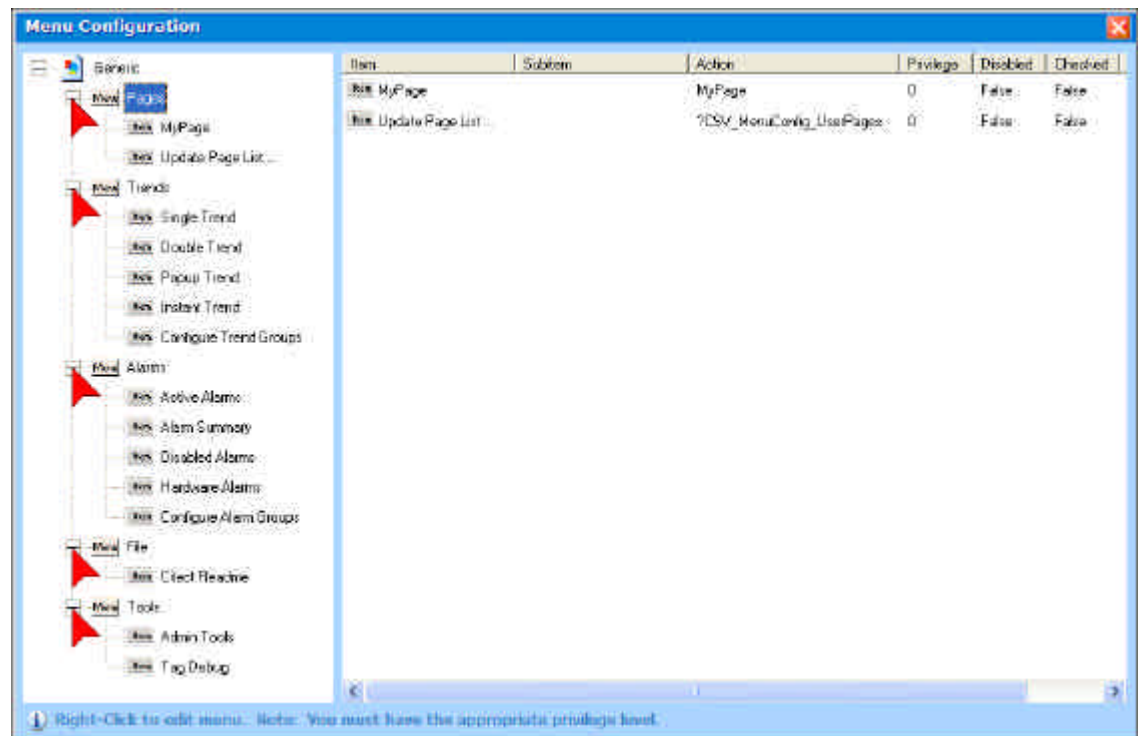 Menu Configuration
Generic
Item Subitem Action Privilege Disabled Checked
Menu Pages
Item MyPage MyPage 0 False False
Item MyPage
Item Update Page List... ?CSV_MenuConfig_UserPages 0 False False
Item Update Page List...
Menu Trends
Item Single Trend
Item Double Trend
Item Popup Trend
Item Instant Trend
Item Configure Trend Groups
Menu Alarms
Item Active Alarms
Item Alarm Summary
Item Disabled Alarms
Item Hardware Alarms
Item Configure Alarm Groups
Menu File
Item Citect Readme
Menu Tools
Item Admin Tools
Item Tag Debug
Right-Click to edit menu. Note: You must have the appropriate privilege level.